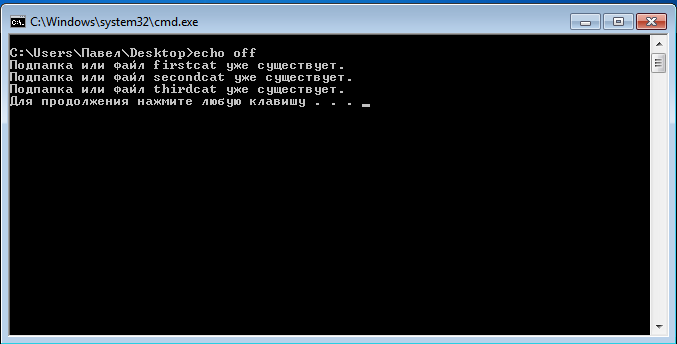 C:\Windows\system32\cmd.exe
C:\Users\Павел\Desktop>echo off
Подпапка или файл firstcat уже существует.
Подпапка или файл secondcat уже существует.
Подпапка или файл thirdcat уже существует.
Для продолжения нажмите любую клавишу . . . _